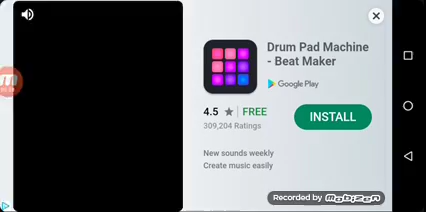 Drum Pad Machine
- Beat Maker
Google Play
4.5 ★ | FREE
309,204 Ratings
INSTALL
New sounds weekly
Create music easily
Recorded by Mobizen